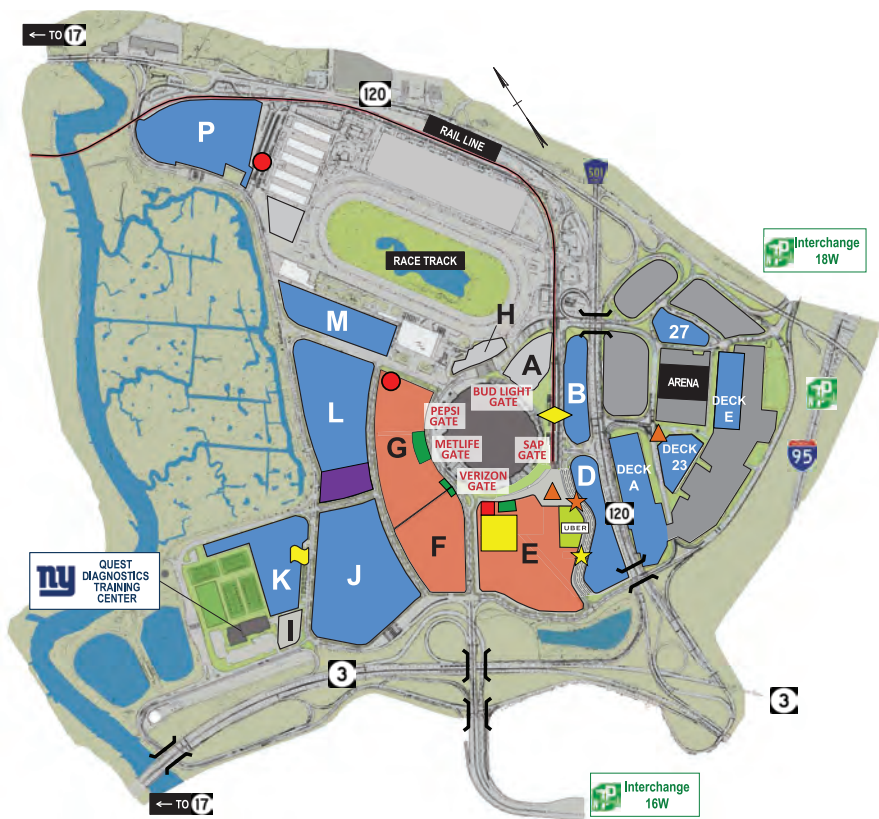 ← TO 17
120
P
RAIL LINE
501
Interchange
18W
RACE TRACK
M
H
27
A
B
ARENA
BUD LIGHT
GATE
DECK
E
L
PEPSI
GATE
G
METLIFE
GATE
SAP
GATE
VERIZON
GATE
D
DECK
A
DECK
23
95
120
UBER
F
E
K
J
I
ny
QUEST
DIAGNOSTICS
TRAINING
CENTER
3
3
Interchange
16W
← TO 17